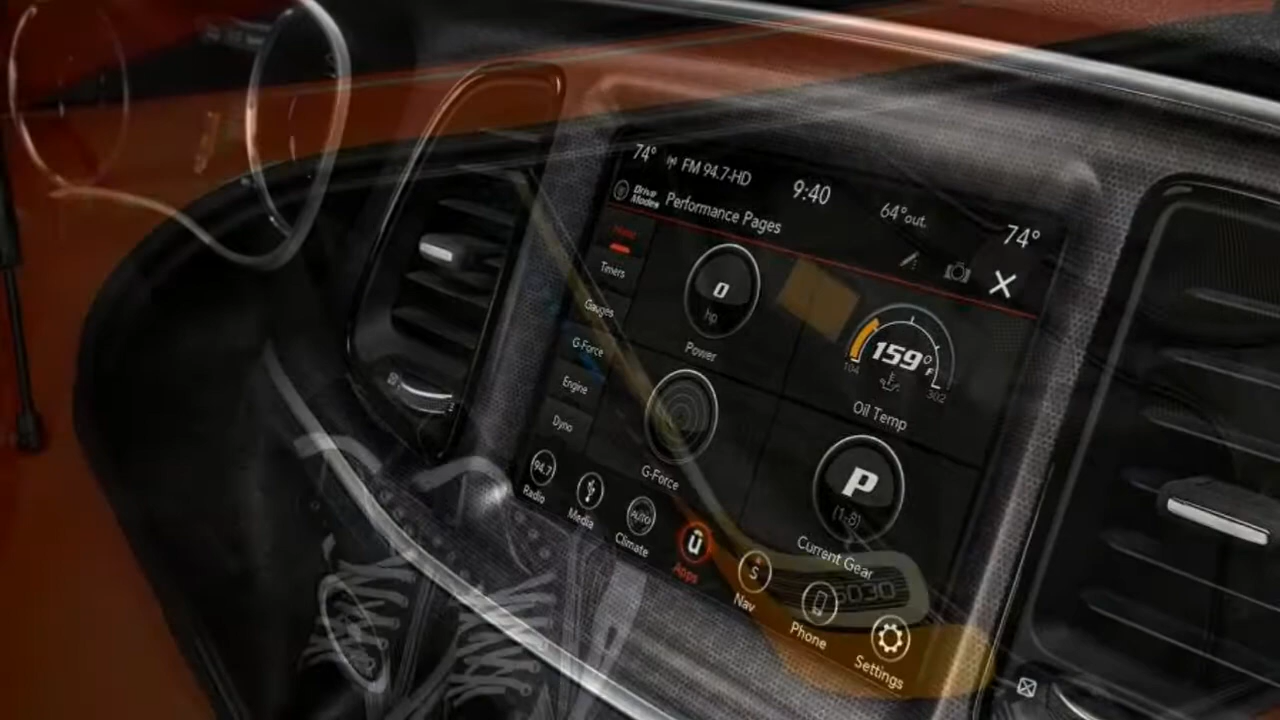 74° FM 94.7-HD 9:40 64°out. 74°
Drive Modes Performance Pages
Home
Timers
Gauges
G-Force
Engine
Dyno
0
hp
Power
159°F
104
302
Oil Temp
G-Force
P
(1-8)
Current Gear
94.7
Radio
Media
AUTO
Climate
ū
Apps
S
Nav
Phone
Settings
5030